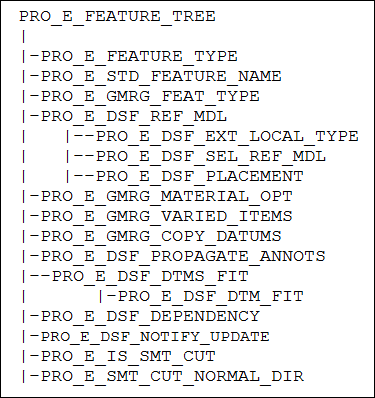 PRO_E_FEATURE_TREE
|
|-PRO_E_FEATURE_TYPE
|-PRO_E_STD_FEATURE_NAME
|-PRO_E_GMRG_FEAT_TYPE
|-PRO_E_DSF_REF_MDL
|   |--PRO_E_DSF_EXT_LOCAL_TYPE
|   |--PRO_E_DSF_SEL_REF_MDL
|   |--PRO_E_DSF_PLACEMENT
|-PRO_E_GMRG_MATERIAL_OPT
|-PRO_E_GMRG_VARIED_ITEMS
|-PRO_E_GMRG_COPY_DATUMS
|-PRO_E_DSF_PROPAGATE_ANNOTS
|--PRO_E_DSF_DTMS_FIT
|      |-PRO_E_DSF_DTM_FIT
|-PRO_E_DSF_DEPENDENCY
|-PRO_E_DSF_NOTIFY_UPDATE
|-PRO_E_IS_SMT_CUT
|-PRO_E_SMT_CUT_NORMAL_DIR